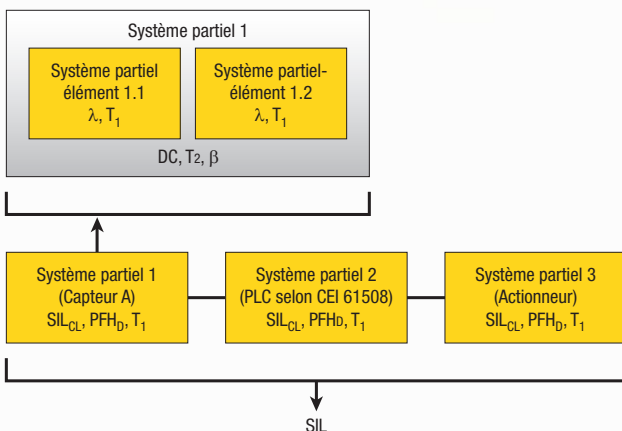 Système partiel 1
Système partiel
élément 1.1
λ, T1
Système partiel-
élément 1.2
λ, T1
DC, T2, β
Système partiel 1
(Capteur A)
SILCL, PFHD, T1
Système partiel 2
(PLC selon CEI 61508)
SILCL, PFHD, T1
Système partiel 3
(Actionneur)
SILCL, PFHD, T1
SIL